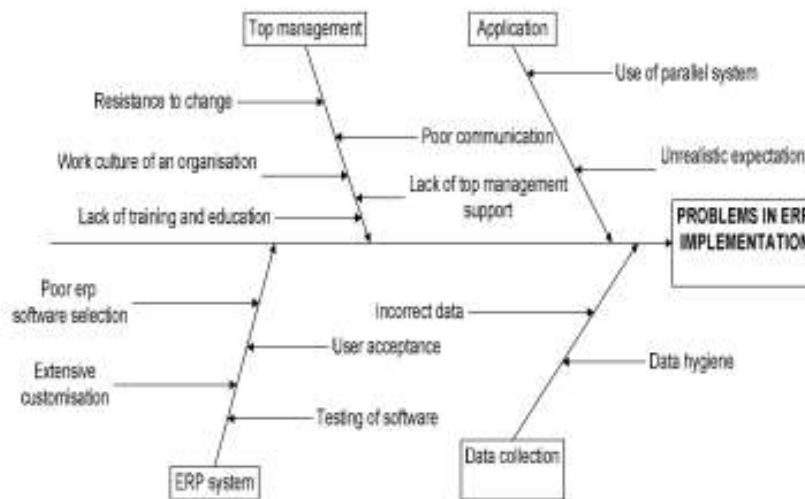 Top management
Application
Use of parallel system
Resistance to change
Poor communication
Work culture of an organisation
Unrealistic expectation
Lack of top management
support
Lack of training and education
PROBLEMS IN ERP
IMPLEMENTATION
Poor erp
software selection
Incorrect data
User acceptance
Data hygiene
Extensive
customisation
Testing of software
Data collection
ERP system